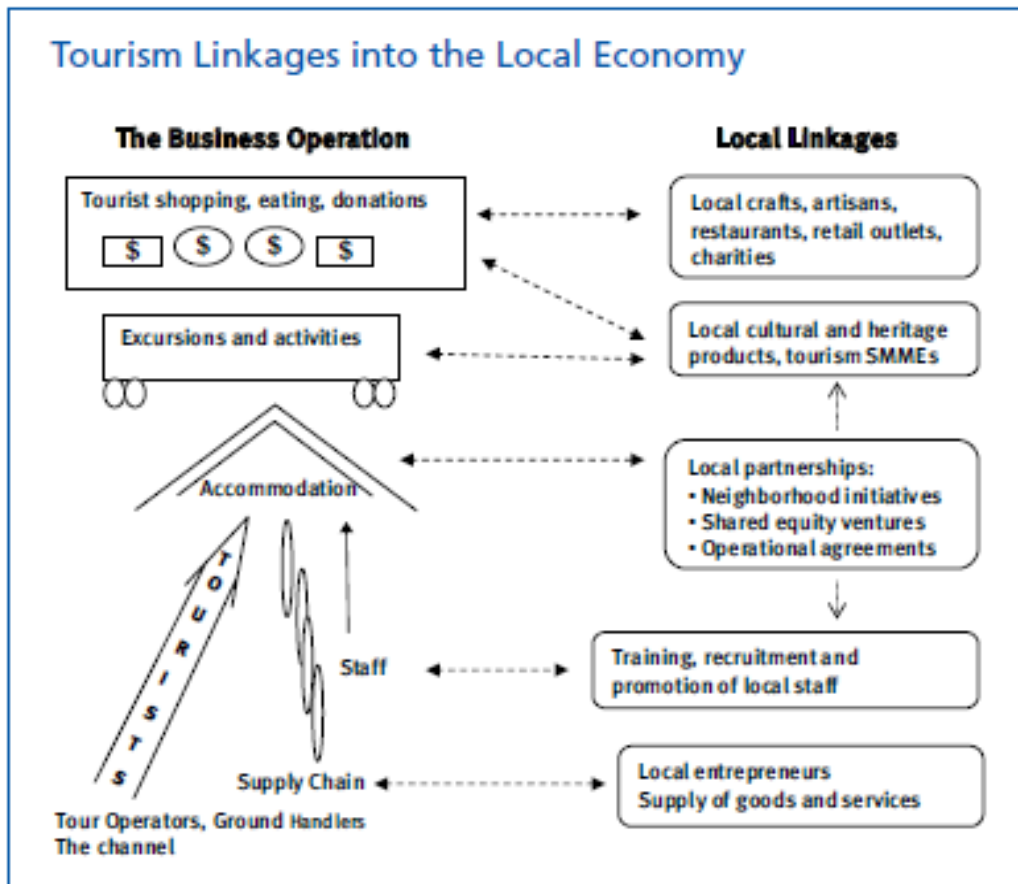 Tourism Linkages into the Local Economy
The Business Operation
Local Linkages
Tourist shopping, eating, donations
$ $ $ $
Local crafts, artisans,
restaurants, retail outlets,
charities
Excursions and activities
Local cultural and heritage
products, tourism SMMEs
Accommodation
Local partnerships:
• Neighborhood initiatives
• Shared equity ventures
• Operational agreements
TOURISTS
Staff
Training, recruitment and
promotion of local staff
Supply Chain
Local entrepreneurs
Supply of goods and services
Tour Operators, Ground Handlers
The channel